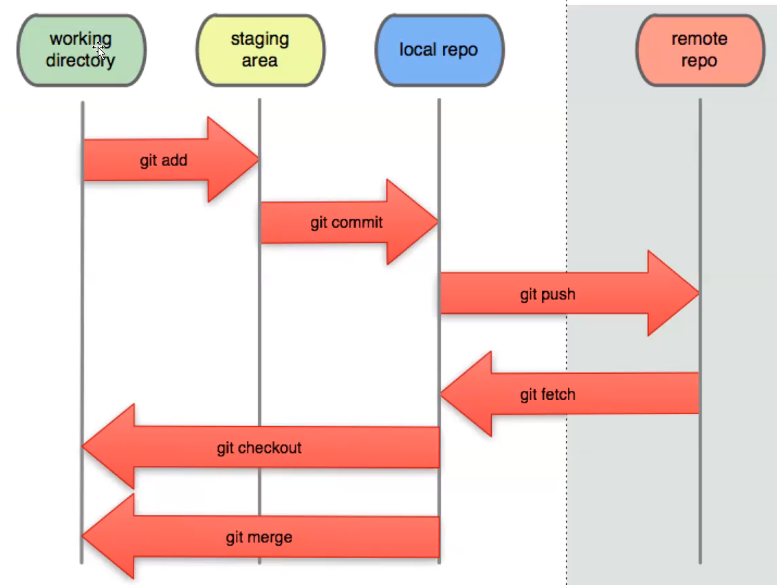 working
directory
staging
area
local repo
remote
repo
git add
git commit
git push
git fetch
git checkout
git merge